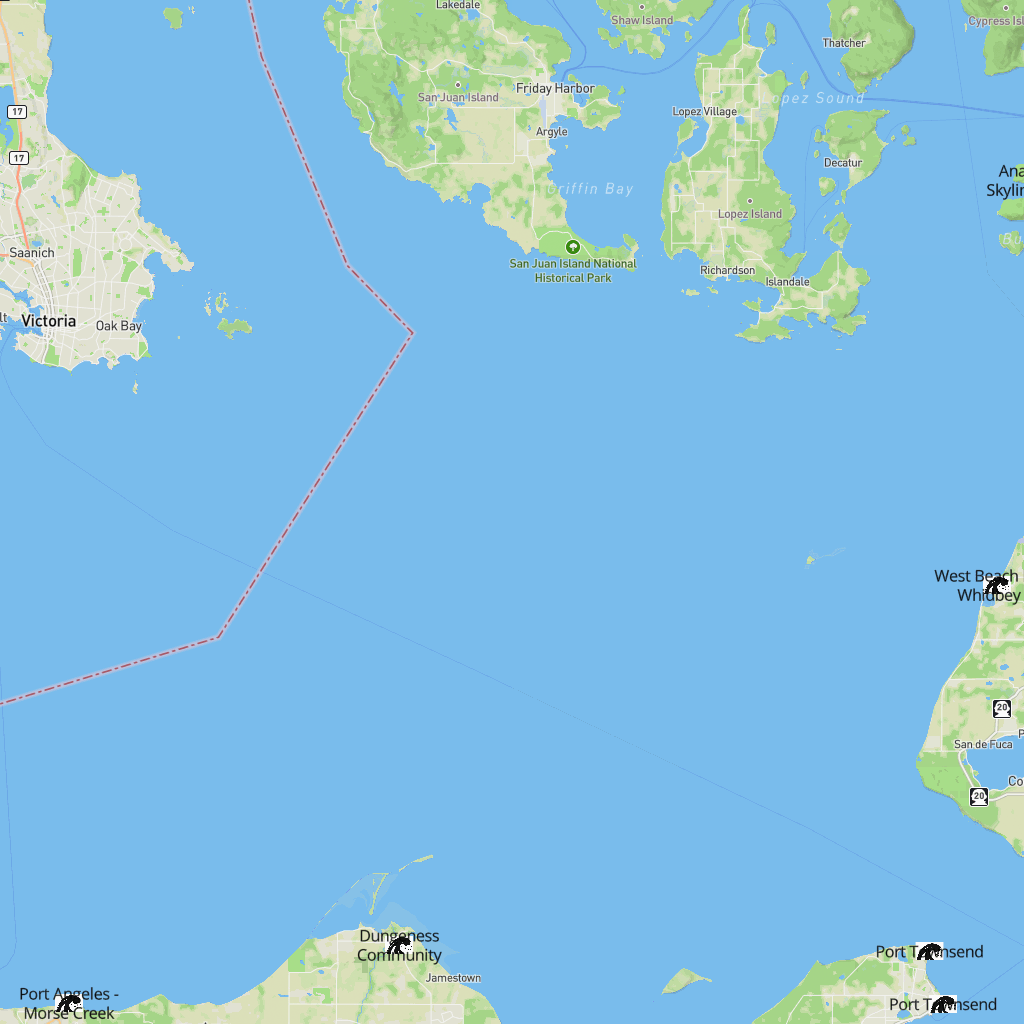 Lakedale
Shaw Island
Cypress Isl
Thatcher
San Juan Island
Friday Harbor
Lopez Sound
17
Lopez Village
Argyle
17
Decatur
Ana
Skylin
Griffin Bay
Lopez Island
Bu
Saanich
San Juan Island National
Historical Park
Richardson
Islandale
lt
Victoria
Oak Bay
West Beach
Whidbey
20
San de Fuca
P
Co
20
Dungeness
Community
Port Townsend
Jamestown
Port Angeles -
Morse Creek
Port Townsend